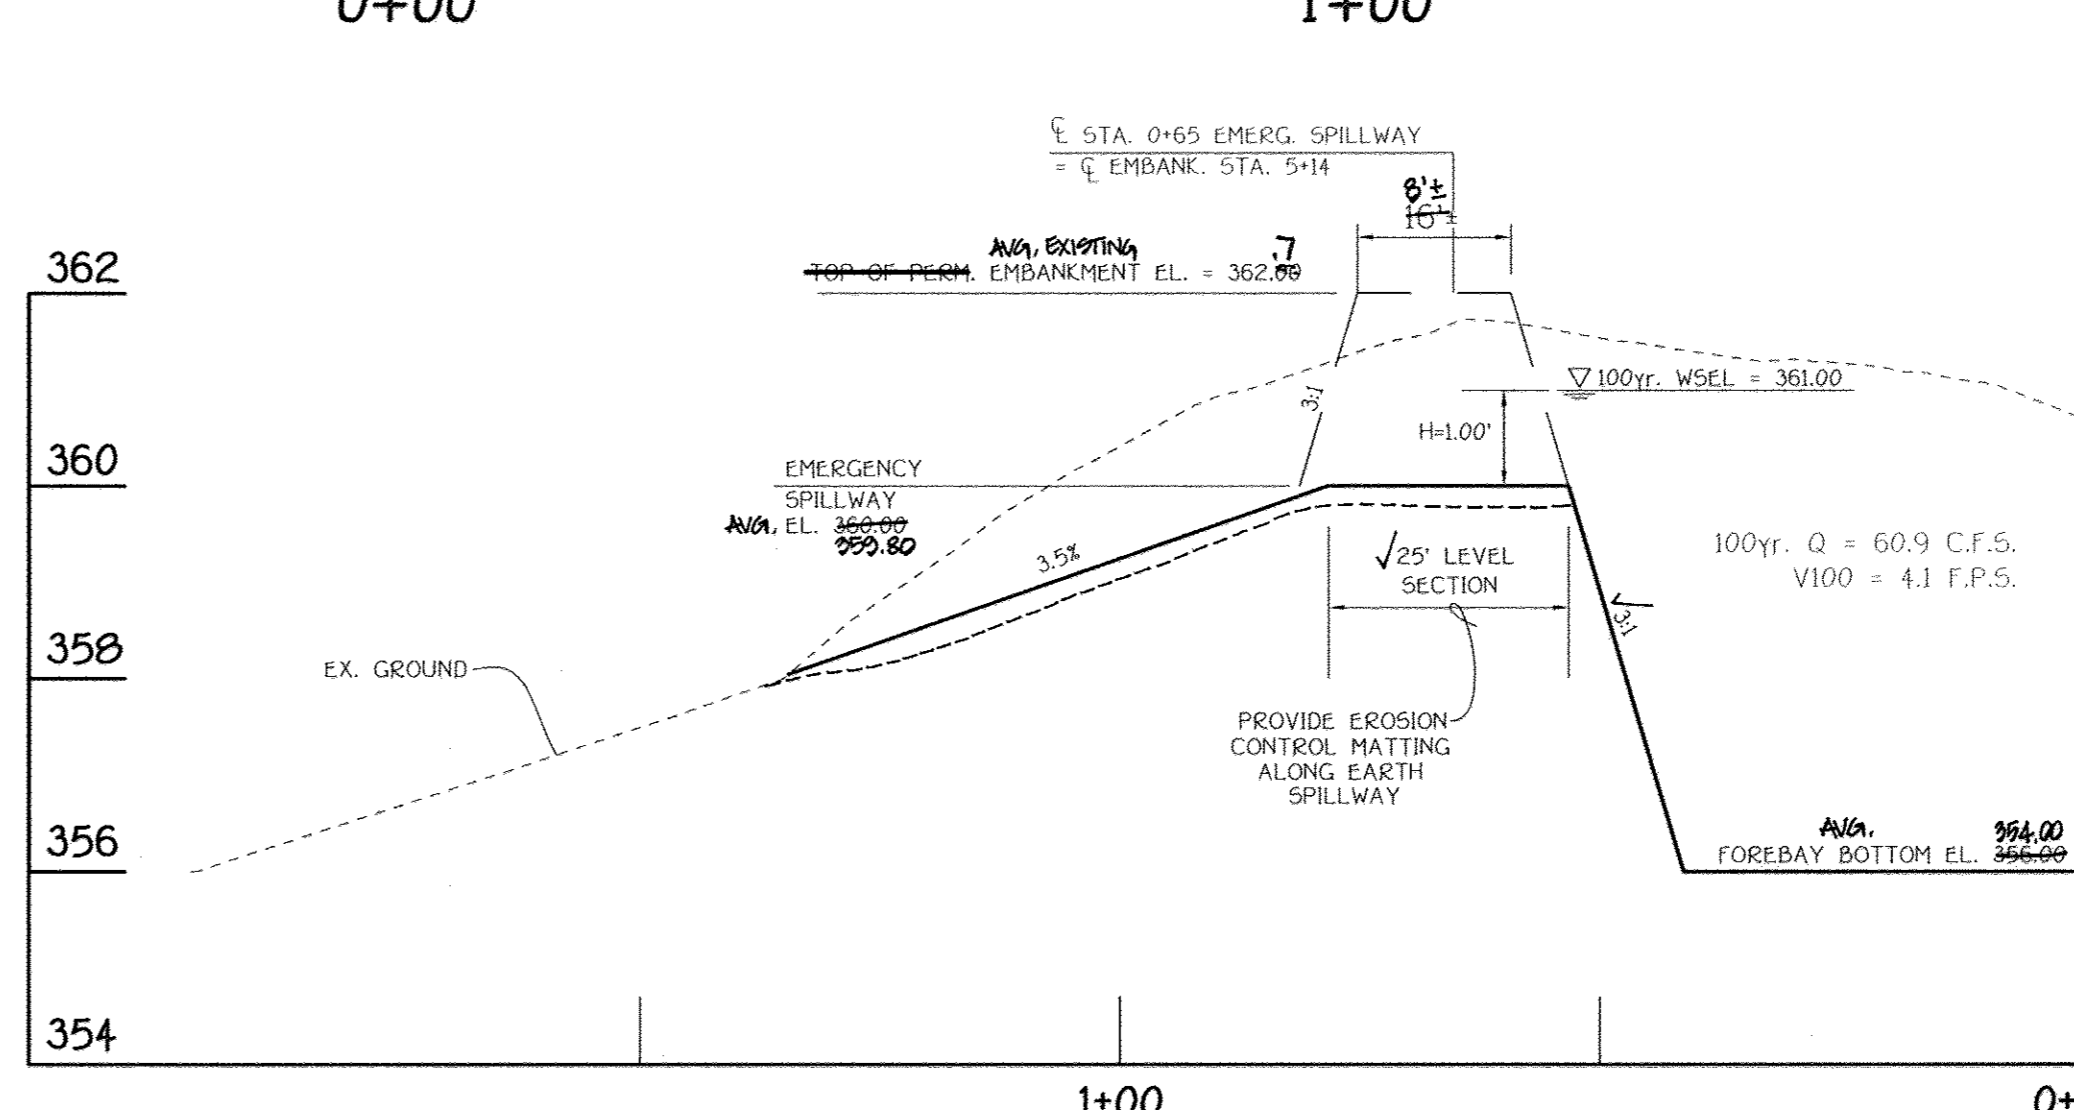 0+00
1+00
℄ STA. 0+65 EMERG. SPILLWAY
= ℄ EMBANK. STA. 5+14
8'±
16'±
AVG. EXISTING
.7
TOP OF PERM. EMBANKMENT EL. = 362.00
362
100yr. WSEL = 361.00
3:1
H=1.00'
360
EMERGENCY
SPILLWAY
AVG. EL. 360.00
359.80
3.5%
√25' LEVEL
SECTION
100yr. Q = 60.9 C.F.S.
V100 = 4.1 F.P.S.
√
3:1
358
EX. GROUND
PROVIDE EROSION
CONTROL MATTING
ALONG EARTH
SPILLWAY
356
AVG. 354.00
FOREBAY BOTTOM EL. 356.00
354
1+00
0+